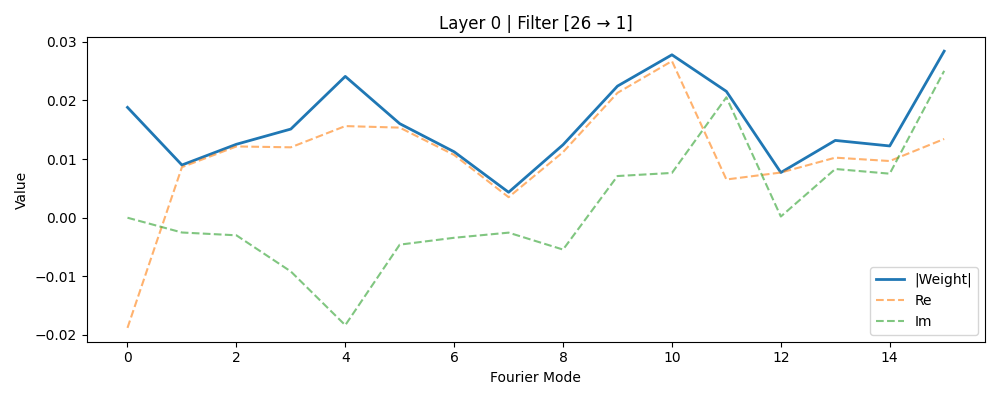 Layer 0 | Filter [26 → 1]
0.03
0.02
0.01
0.00
−0.01
−0.02
Value
0 2 4 6 8 10 12 14
Fourier Mode
|Weight|
Re
Im